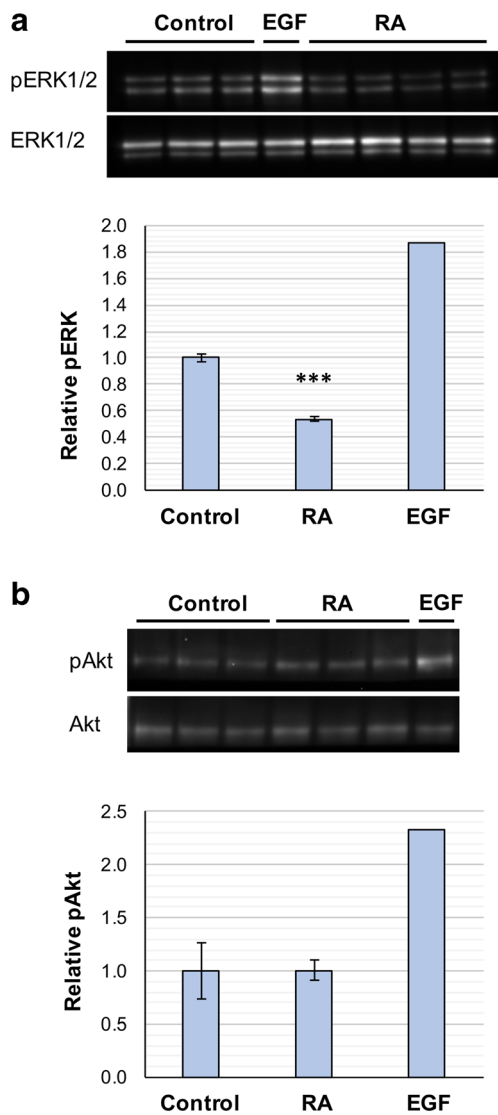 a
Control EGF RA
pERK1/2
ERK1/2
2.0
1.8
1.6
1.4
1.2
1.0
0.8
0.6
0.4
0.2
0.0
Relative pERK
***
Control RA EGF
b
Control RA EGF
pAkt
Akt
2.5
2.0
1.5
1.0
0.5
0.0
Relative pAkt
Control RA EGF